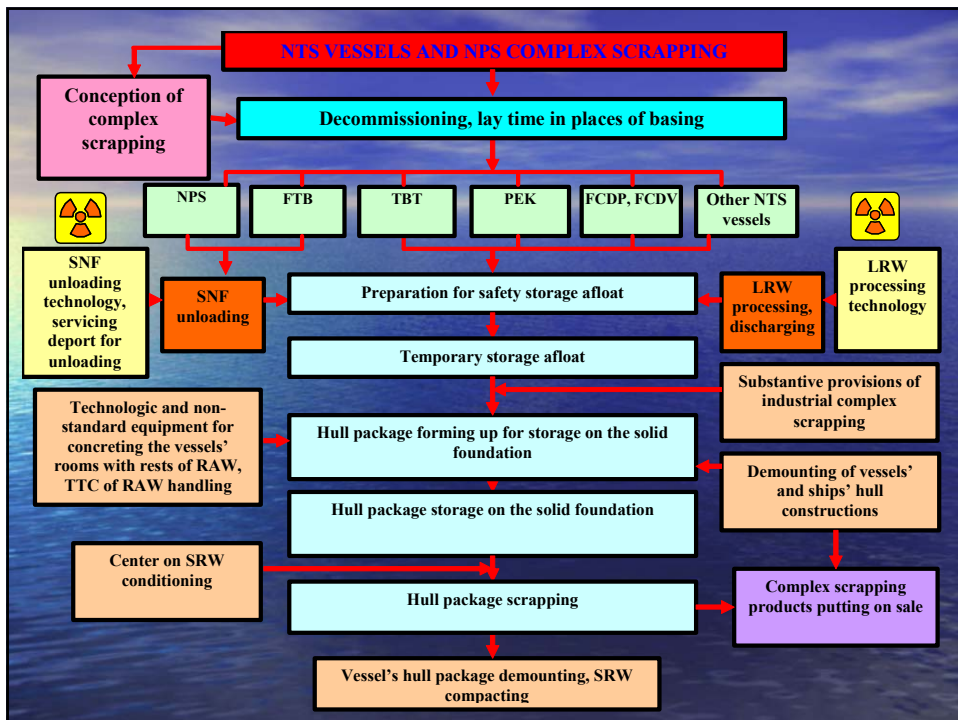 NTS VESSELS AND NPS COMPLEX SCRAPPING
Conception of
complex
scrapping
Decommissioning, lay time in places of basing
NPS
FTB
TBT
PEK
FCDP, FCDV
Other NTS
vessels
SNF
unloading
technology,
servicing
deport for
unloading
SNF
unloading
Preparation for safety storage afloat
LRW
processing,
discharging
LRW
processing
technology
Temporary storage afloat
Substantive provisions of
industrial complex
scrapping
Technologic and non-
standard equipment for
concreting the vessels’
rooms with rests of RAW,
TTC of RAW handling
Hull package forming up for storage on the solid
foundation
Demounting of vessels’
and ships’ hull
constructions
Hull package storage on the solid foundation
Center on SRW
conditioning
Hull package scrapping
Complex scrapping
products putting on sale
Vessel’s hull package demounting, SRW
compacting